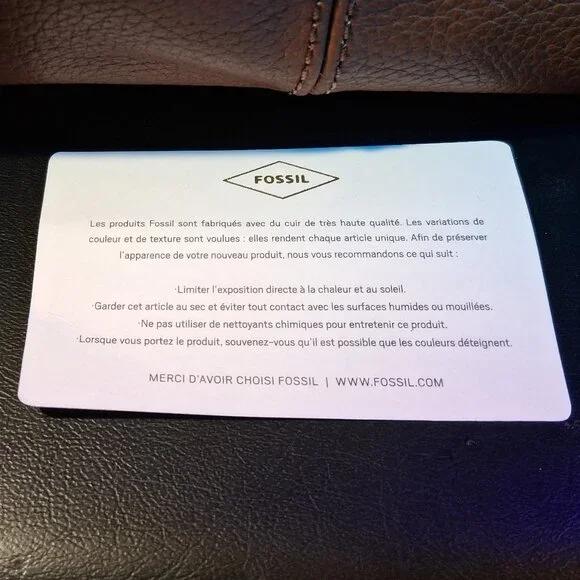 FOSSIL
Les produits Fossil sont fabriqués avec du cuir de très haute qualité. Les variations de
couleur et de texture sont voulues : elles rendent chaque article unique. Afin de préserver
l'apparence de votre nouveau produit, nous vous recommandons ce qui suit :
·Limiter l'exposition directe à la chaleur et au soleil.
·Garder cet article au sec et éviter tout contact avec les surfaces humides ou mouillées.
·Ne pas utiliser de nettoyants chimiques pour entretenir ce produit.
·Lorsque vous portez le produit, souvenez-vous qu'il est possible que les couleurs déteignent.
MERCI D'AVOIR CHOISI FOSSIL | WWW.FOSSIL.COM